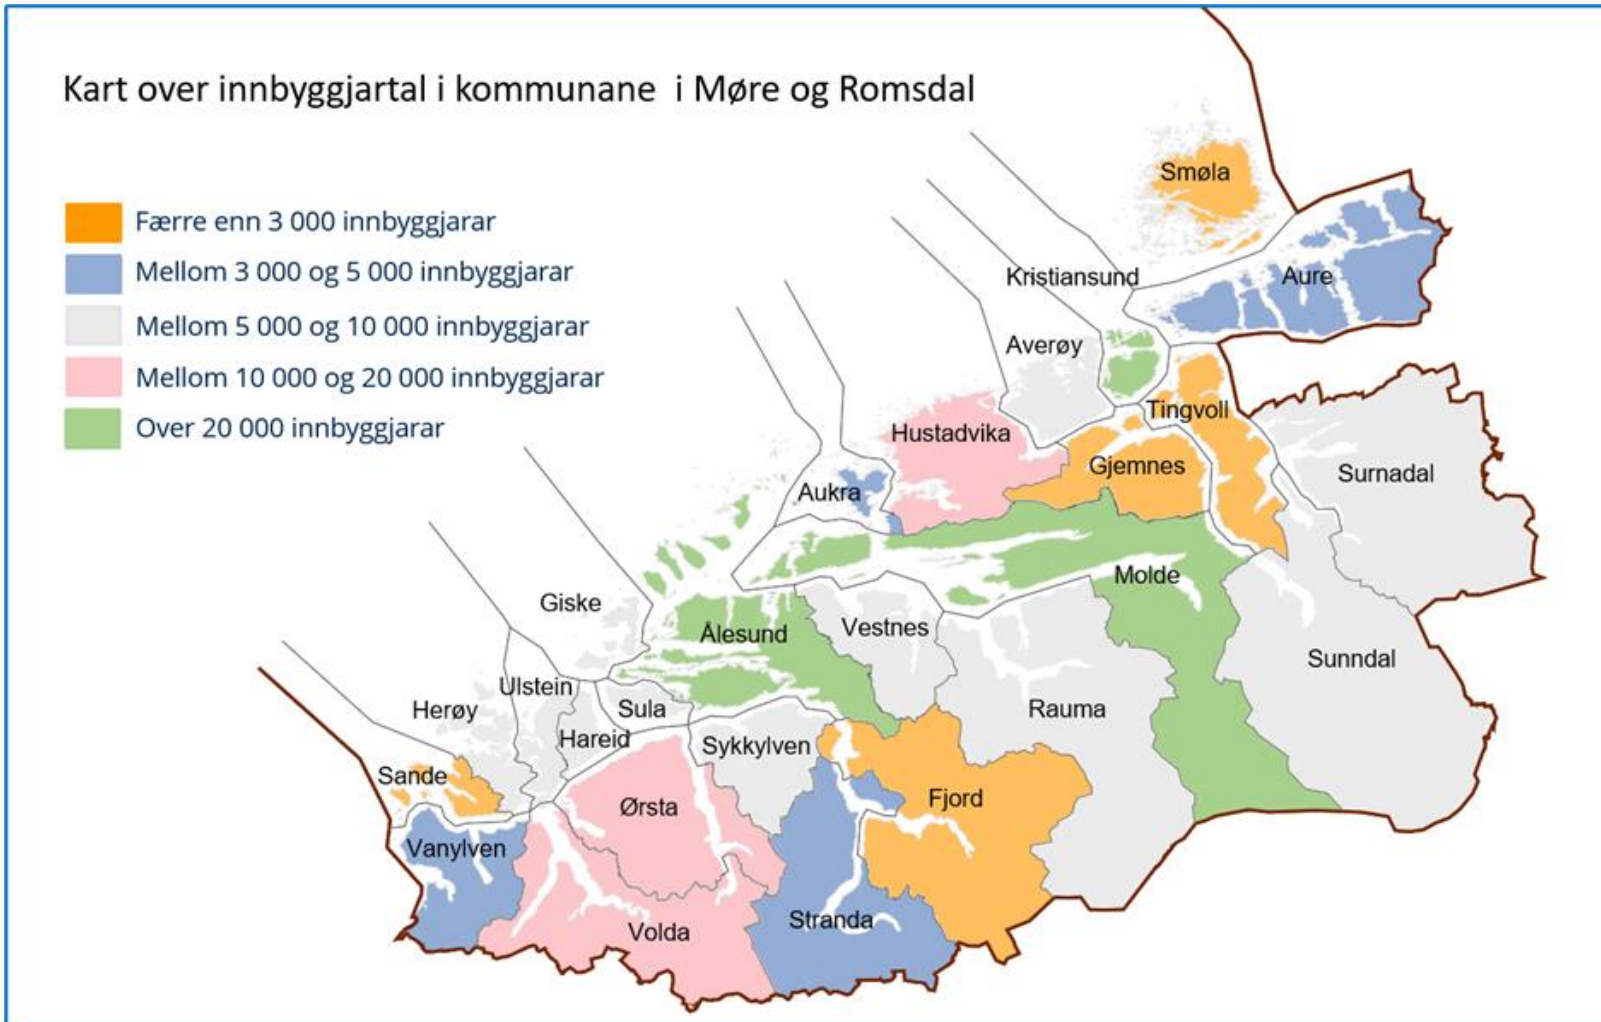 Kart over innbyggjartal i kommunane i Møre og Romsdal
Færre enn 3 000 innbyggjarar
Mellom 3 000 og 5 000 innbyggjarar
Mellom 5 000 og 10 000 innbyggjarar
Mellom 10 000 og 20 000 innbyggjarar
Over 20 000 innbyggjarar
Smøla
Kristiansund
Aure
Averøy
Tingvoll
Hustadvika
Gjemnes
Surnadal
Aukra
Molde
Giske
Ålesund
Vestnes
Sunndal
Ulstein
Herøy
Sula
Rauma
Hareid
Sykkylven
Sande
Ørsta
Fjord
Vanylven
Stranda
Volda